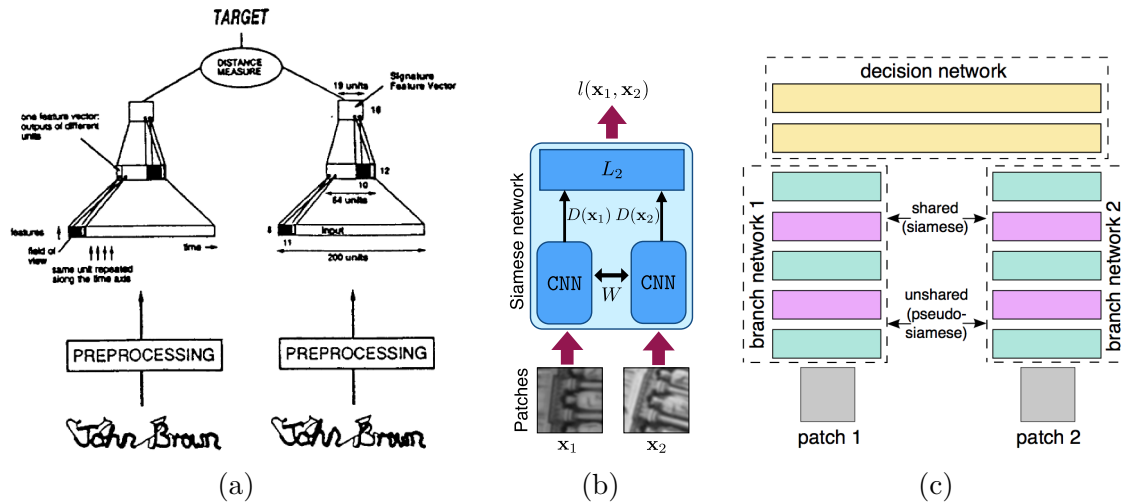 TARGET
DISTANCE
MEASURE
19 units
Signature
Feature Vector
16
one feature vector:
outputs of different
units
12
10
64 units
features
8
input
11
time
field of
view
200 units
same unit repeated
along the time axis
PREPROCESSING
PREPROCESSING
John Brown
John Brown
(a)
l(x₁, x₂)
Siamese network
L₂
D(x₁) D(x₂)
CNN
W
CNN
Patches
x₁
x₂
(b)
decision network
branch network 1
branch network 2
shared
(siamese)
unshared
(pseudo-
siamese)
patch 1
patch 2
(c)